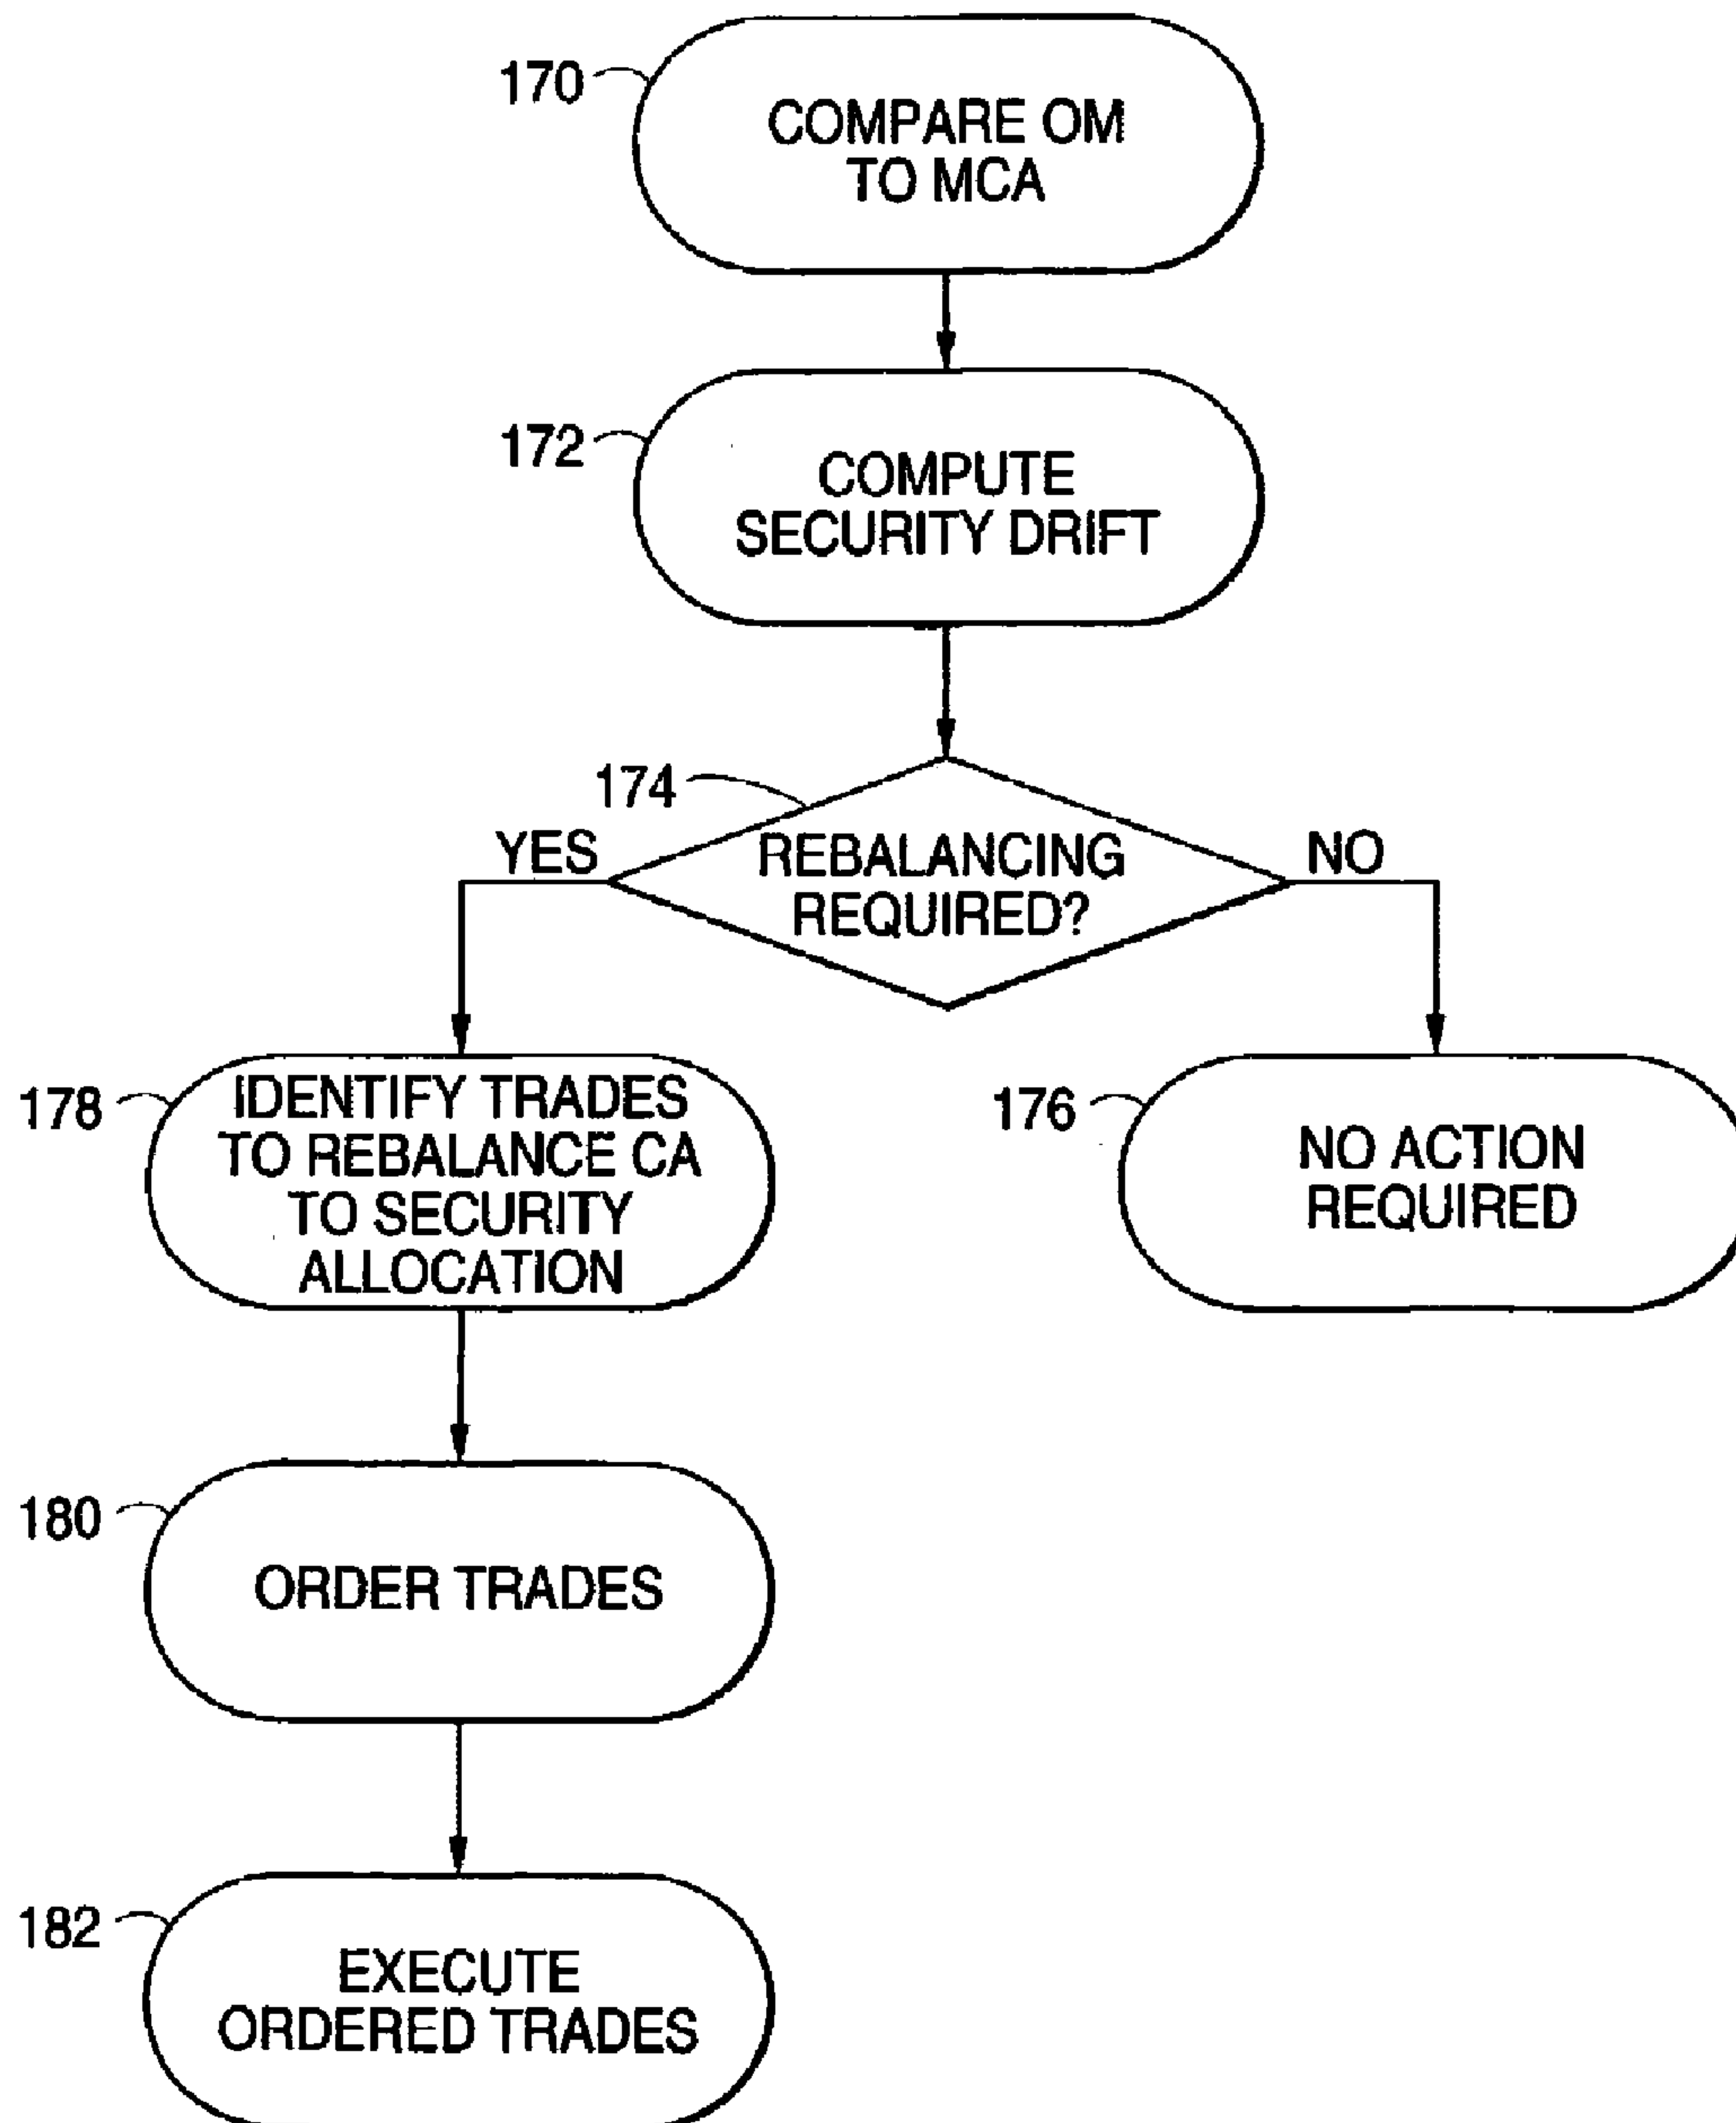 170
COMPARE OM
TO MCA
172
COMPUTE
SECURITY DRIFT
174
YES
REBALANCING
REQUIRED?
NO
178
IDENTIFY TRADES
TO REBALANCE CA
TO SECURITY
ALLOCATION
176
NO ACTION
REQUIRED
180
ORDER TRADES
182
EXECUTE
ORDERED TRADES